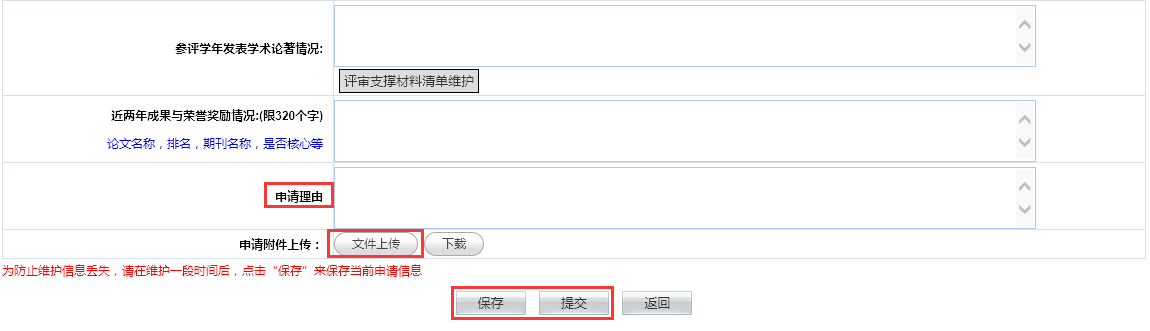 参评学年发表学术论著情况:
评审支撑材料清单维护
近两年成果与荣誉奖励情况:(限320个字)
论文名称，排名，期刊名称，是否核心等
申请理由
申请附件上传： 文件上传 下载
为防止维护信息丢失，请在维护一段时间后，点击“保存”来保存当前申请信息
保存 提交 返回